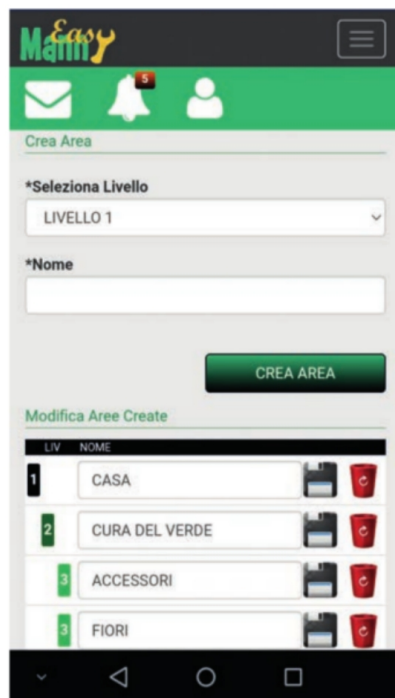 Easy
Manny
5
Crea Area
*Seleziona Livello
LIVELLO 1
*Nome
CREA AREA
Modifica Aree Create
LIV NOME
1 CASA
2 CURA DEL VERDE
3 ACCESSORI
3 FIORI